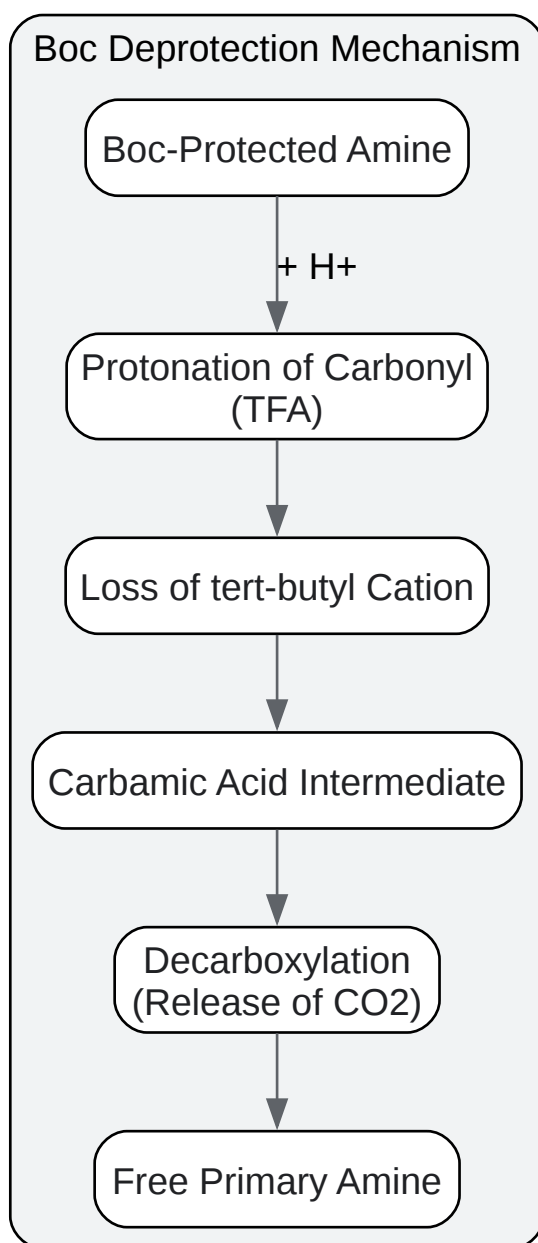 Boc Deprotection Mechanism
Boc-Protected Amine
+ H+
Protonation of Carbonyl
(TFA)
Loss of tert-butyl Cation
Carbamic Acid Intermediate
Decarboxylation
(Release of CO2)
Free Primary Amine